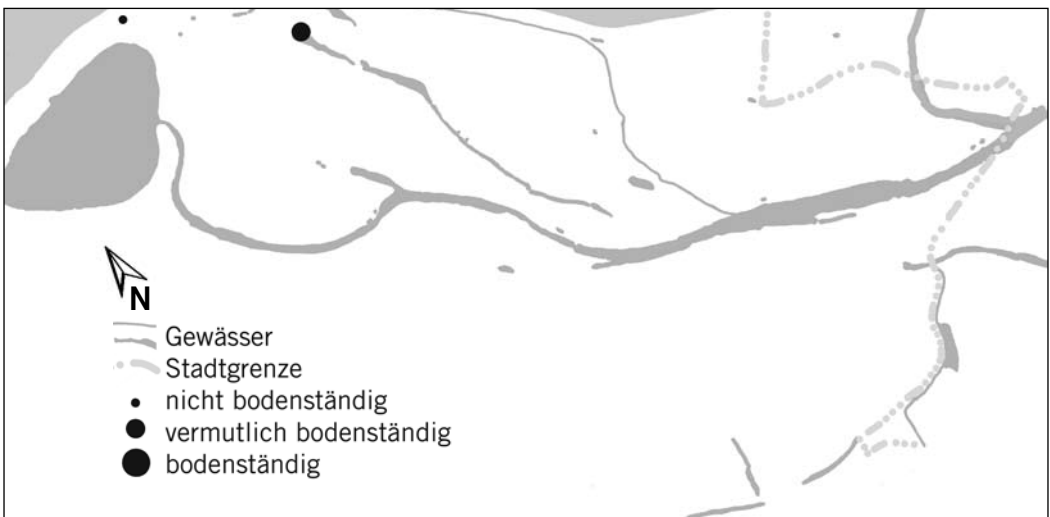 N
Gewässer
Stadtgrenze
nicht bodenständig
vermutlich bodenständig
bodenständig